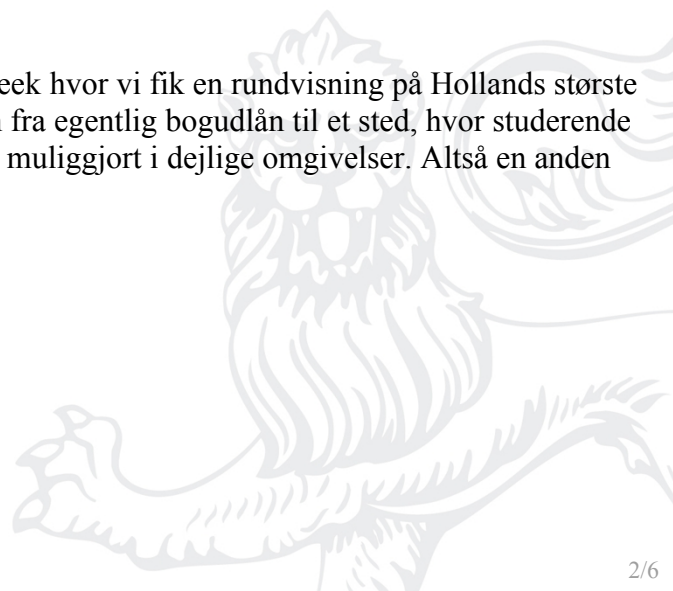 eek hvor vi fik en rundvisning på Hollands største
fra egentlig bogudlån til et sted, hvor studerende
muliggjort i dejlige omgivelser. Altså en anden
2/6